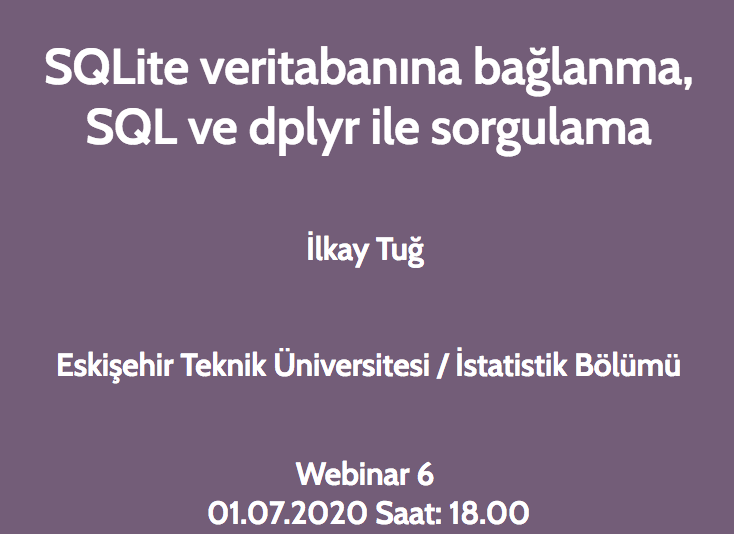 SQLite veritabanına bağlanma,
SQL ve dplyr ile sorgulama
İlkay Tuğ
Eskişehir Teknik Üniversitesi / İstatistik Bölümü
Webinar 6
01.07.2020 Saat: 18.00